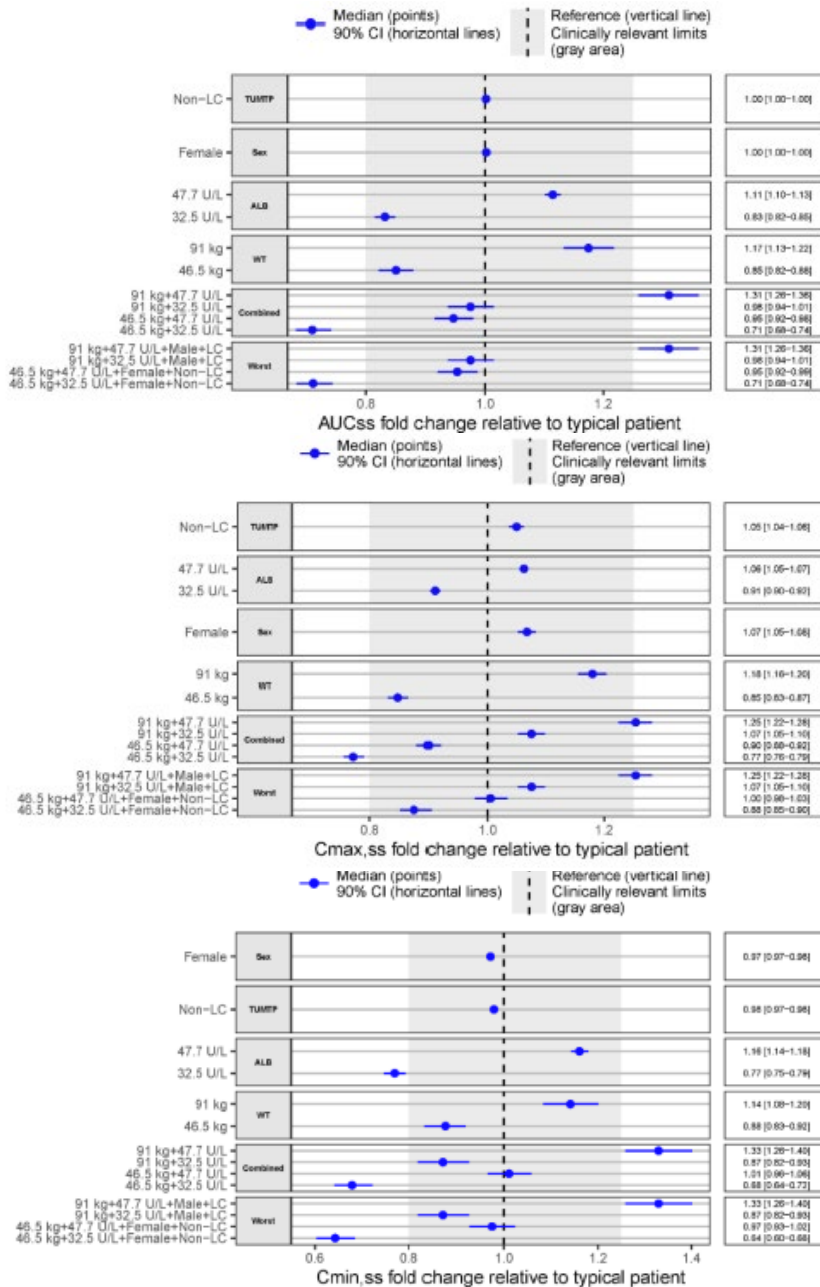 Median (points)
90% CI (horizontal lines)
Reference (vertical line)
Clinically relevant limits
(gray area)
Non-LC TUMTP 1.00 [1.00-1.00]
Female Sex 1.00 [1.00-1.00]
47.7 U/L 1.11 [1.10-1.13]
ALB
32.5 U/L 0.83 [0.82-0.85]
91 kg 1.17 [1.13-1.22]
WT
46.5 kg 0.85 [0.82-0.88]
91 kg+47.7 U/L 1.31 [1.26-1.36]
91 kg+32.5 U/L 0.98 [0.94-1.01]
Combined
46.5 kg+47.7 U/L 0.95 [0.92-0.98]
46.5 kg+32.5 U/L 0.71 [0.68-0.74]
91 kg+47.7 U/L+Male+LC 1.31 [1.26-1.36]
91 kg+32.5 U/L+Male+LC 0.98 [0.94-1.01]
Worst
46.5 kg+47.7 U/L+Female+Non-LC 0.95 [0.92-0.99]
46.5 kg+32.5 U/L+Female+Non-LC 0.71 [0.68-0.74]
0.8 1.0 1.2
AUCss fold change relative to typical patient
Median (points)
90% CI (horizontal lines)
Reference (vertical line)
Clinically relevant limits
(gray area)
Non-LC TUMTP 1.05 [1.04-1.06]
47.7 U/L 1.06 [1.05-1.07]
ALB
32.5 U/L 0.91 [0.90-0.92]
Female Sex 1.07 [1.05-1.08]
91 kg 1.18 [1.16-1.20]
WT
46.5 kg 0.85 [0.83-0.87]
91 kg+47.7 U/L 1.25 [1.22-1.28]
91 kg+32.5 U/L 1.07 [1.05-1.10]
Combined
46.5 kg+47.7 U/L 0.90 [0.88-0.92]
46.5 kg+32.5 U/L 0.77 [0.76-0.79]
91 kg+47.7 U/L+Male+LC 1.25 [1.22-1.28]
91 kg+32.5 U/L+Male+LC 1.07 [1.05-1.10]
Worst
46.5 kg+47.7 U/L+Female+Non-LC 1.00 [0.98-1.03]
46.5 kg+32.5 U/L+Female+Non-LC 0.88 [0.85-0.90]
0.8 1.0 1.2
Cmax,ss fold change relative to typical patient
Median (points)
90% CI (horizontal lines)
Reference (vertical line)
Clinically relevant limits
(gray area)
Female Sex 0.97 [0.97-0.98]
Non-LC TUMTP 0.98 [0.97-0.98]
47.7 U/L 1.16 [1.14-1.18]
ALB
32.5 U/L 0.77 [0.75-0.79]
91 kg 1.14 [1.08-1.20]
WT
46.5 kg 0.88 [0.83-0.92]
91 kg+47.7 U/L 1.33 [1.26-1.40]
91 kg+32.5 U/L 0.87 [0.82-0.93]
Combined
46.5 kg+47.7 U/L 1.01 [0.96-1.06]
46.5 kg+32.5 U/L 0.68 [0.64-0.72]
91 kg+47.7 U/L+Male+LC 1.33 [1.26-1.40]
91 kg+32.5 U/L+Male+LC 0.87 [0.82-0.93]
Worst
46.5 kg+47.7 U/L+Female+Non-LC 0.97 [0.93-1.02]
46.5 kg+32.5 U/L+Female+Non-LC 0.64 [0.60-0.68]
0.6 0.8 1.0 1.2 1.4
Cmin,ss fold change relative to typical patient